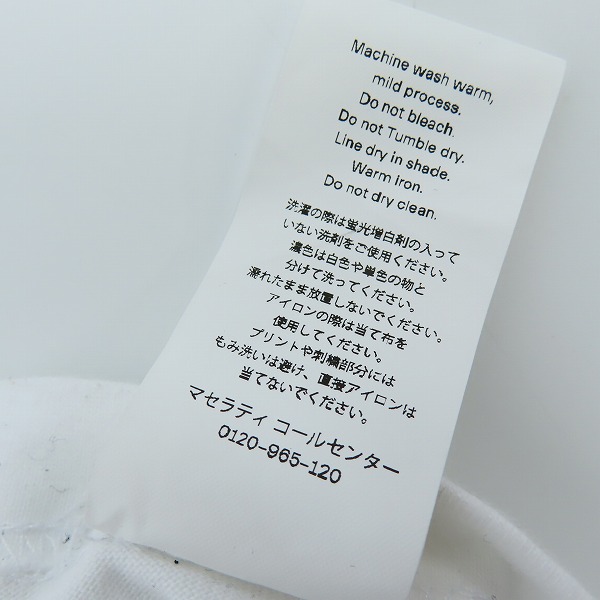 Machine wash warm,
mild process.
Do not bleach.
Do not Tumble dry.
Line dry in shade.
Warm iron.
Do not dry clean.
洗濯の際は蛍光増白剤の入って
いない洗剤をご使用ください。
濃色は白色や単色の物と
分けて洗ってください。
濡れたまま放置しないでください。
アイロンの際は当て布を
使用してください。
プリントや刺繍部分には
もみ洗いは避け、直接アイロンは
当てないでください。
マセラティ コールセンター
0120-965-120